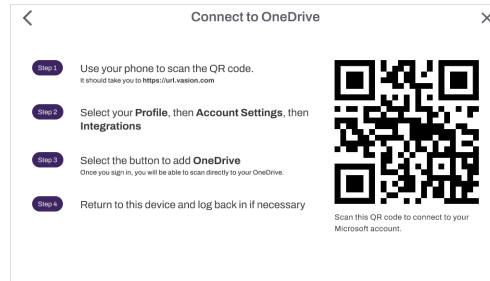 Connect to OneDrive
Step 1
Use your phone to scan the QR code.
It should take you to https://url.vasion.com
Step 2
Select your Profile, then Account Settings, then
Integrations
Step 3
Select the button to add OneDrive
Once you sign in, you will be able to scan directly to your OneDrive.
Step 4
Return to this device and log back in if necessary
Scan this QR code to connect to your
Microsoft account.